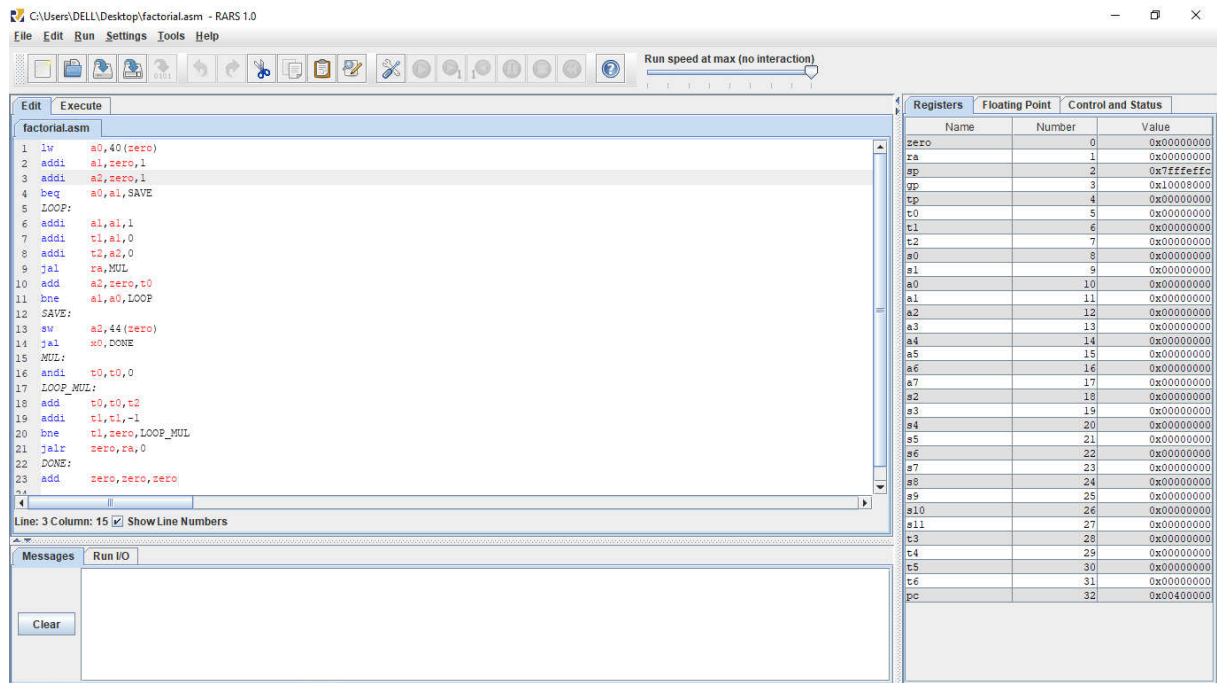 C:\Users\DELL\Desktop\factorial.asm - RARS 1.0
File Edit Run Settings Tools Help
Run speed at max (no interaction)
Edit Execute
factorial.asm
1 lw a0,40(zero)
2 addi a1,zero,1
3 addi a2,zero,1
4 beq a0,a1,SAVE
5 LOOP:
6 addi a1,a1,1
7 addi t1,a1,0
8 addi t2,a2,0
9 jal ra,MUL
10 add a2,zero,t0
11 bne a1,a0,LOOP
12 SAVE:
13 sw a2,44(zero)
14 jal x0,DONE
15 MUL:
16 andi t0,t0,0
17 LOOP_MUL:
18 add t0,t0,t2
19 addi t1,t1,-1
20 bne t1,zero,LOOP_MUL
21 jalr zero,ra,0
22 DONE:
23 add zero,zero,zero
24
Line: 3 Column: 15 Show Line Numbers
Messages Run I/O
Clear
Registers Floating Point Control and Status
Name Number Value
zero 0 0x00000000
ra 1 0x00000000
sp 2 0x7fffeffc
gp 3 0x10008000
tp 4 0x00000000
t0 5 0x00000000
t1 6 0x00000000
t2 7 0x00000000
s0 8 0x00000000
s1 9 0x00000000
a0 10 0x00000000
a1 11 0x00000000
a2 12 0x00000000
a3 13 0x00000000
a4 14 0x00000000
a5 15 0x00000000
a6 16 0x00000000
a7 17 0x00000000
s2 18 0x00000000
s3 19 0x00000000
s4 20 0x00000000
s5 21 0x00000000
s6 22 0x00000000
s7 23 0x00000000
s8 24 0x00000000
s9 25 0x00000000
s10 26 0x00000000
s11 27 0x00000000
t3 28 0x00000000
t4 29 0x00000000
t5 30 0x00000000
t6 31 0x00000000
pc 32 0x00400000